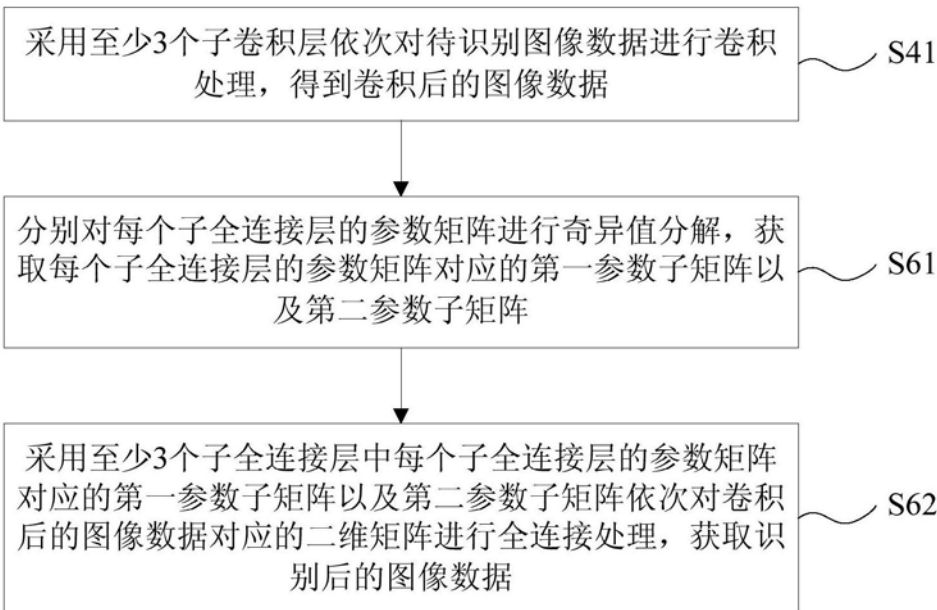 采用至少3个子卷积层依次对待识别图像数据进行卷积
处理，得到卷积后的图像数据
S41
分别对每个子全连接层的参数矩阵进行奇异值分解，获
取每个子全连接层的参数矩阵对应的第一参数子矩阵以
及第二参数子矩阵
S61
采用至少3个子全连接层中每个子全连接层的参数矩阵
对应的第一参数子矩阵以及第二参数子矩阵依次对卷积
后的图像数据对应的二维矩阵进行全连接处理，获取识
别后的图像数据
S62